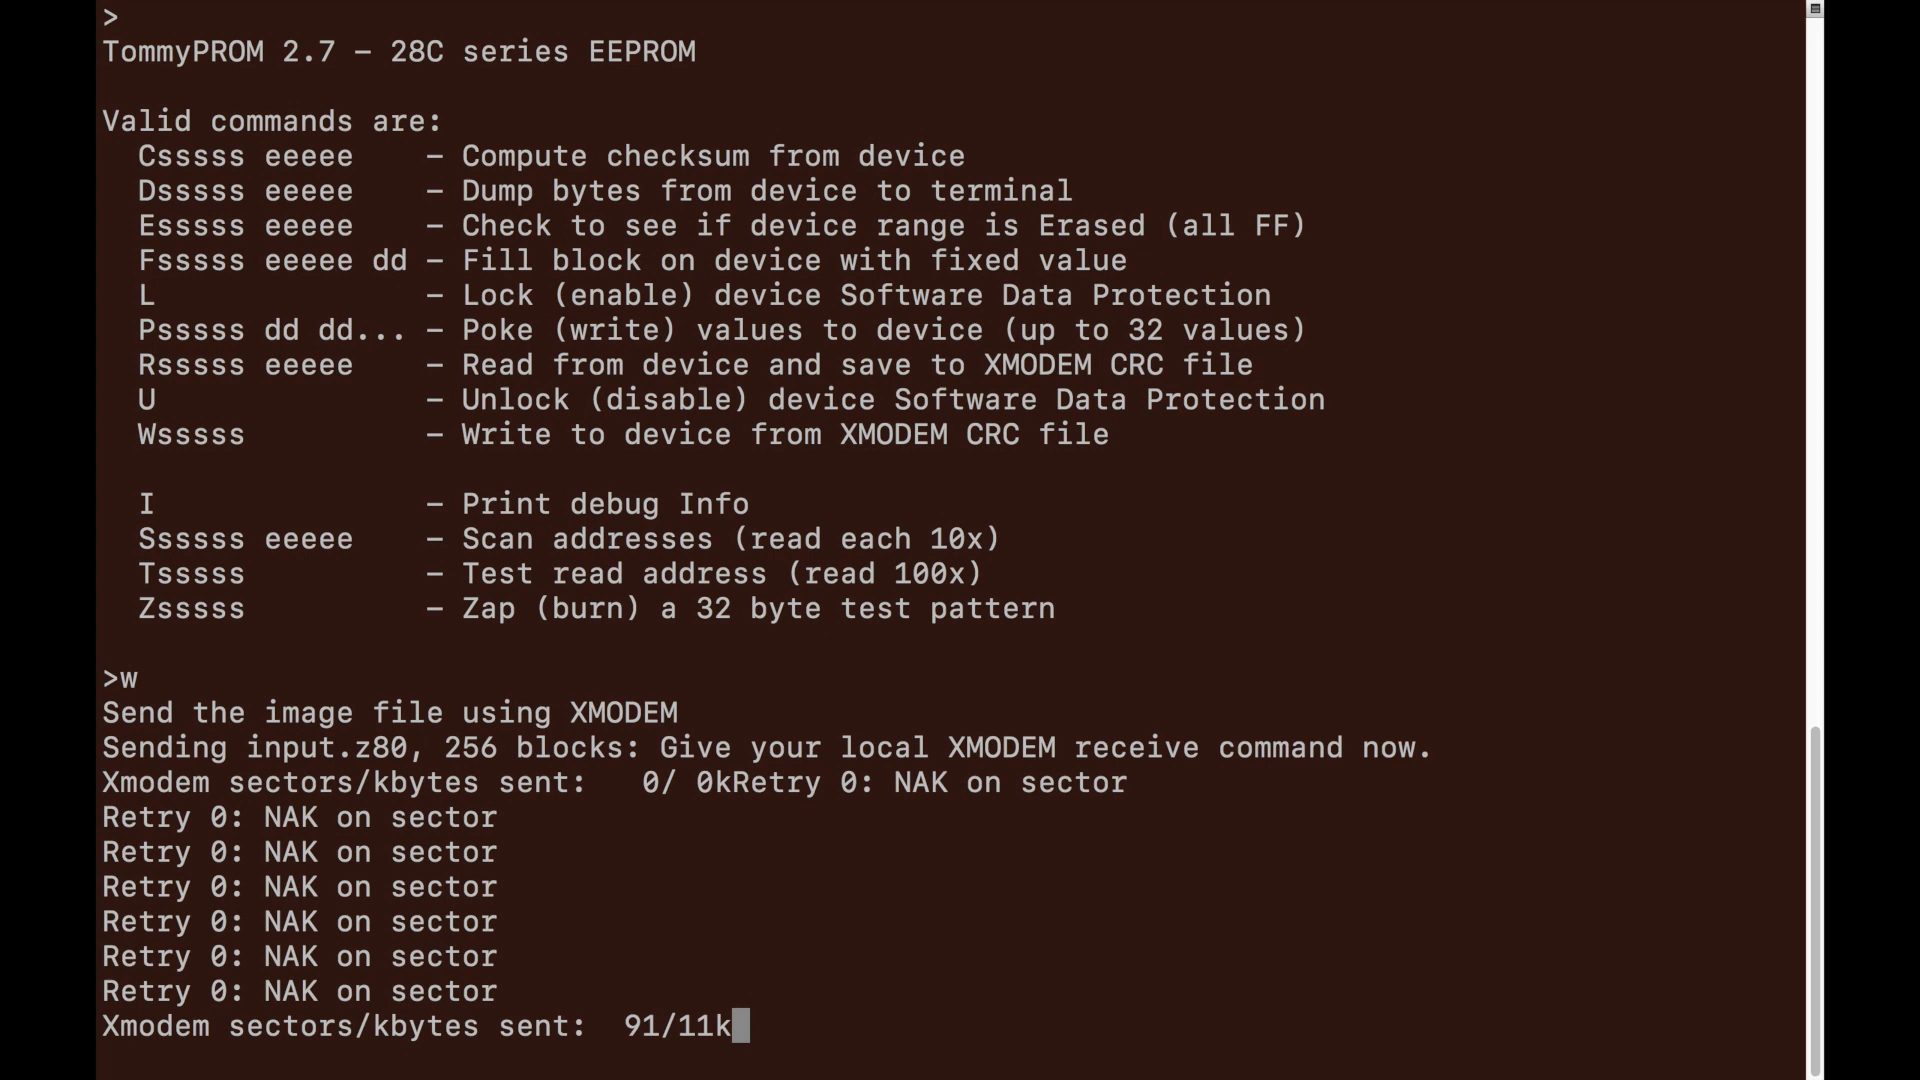 >
TommyPROM 2.7 – 28C series EEPROM
Valid commands are:
Csssss eeeee – Compute checksum from device
Dsssss eeeee – Dump bytes from device to terminal
Esssss eeeee – Check to see if device range is Erased (all FF)
Fsssss eeeee dd – Fill block on device with fixed value
L – Lock (enable) device Software Data Protection
Psssss dd dd... – Poke (write) values to device (up to 32 values)
Rsssss eeeee – Read from device and save to XMODEM CRC file
U – Unlock (disable) device Software Data Protection
Wsssss – Write to device from XMODEM CRC file
I – Print debug Info
Ssssss eeeee – Scan addresses (read each 10x)
Tsssss – Test read address (read 100x)
Zsssss – Zap (burn) a 32 byte test pattern
>w
Send the image file using XMODEM
Sending input.z80, 256 blocks: Give your local XMODEM receive command now.
Xmodem sectors/kbytes sent:   0/ 0kRetry 0: NAK on sector
Retry 0: NAK on sector
Retry 0: NAK on sector
Retry 0: NAK on sector
Retry 0: NAK on sector
Retry 0: NAK on sector
Retry 0: NAK on sector
Xmodem sectors/kbytes sent:  91/11k